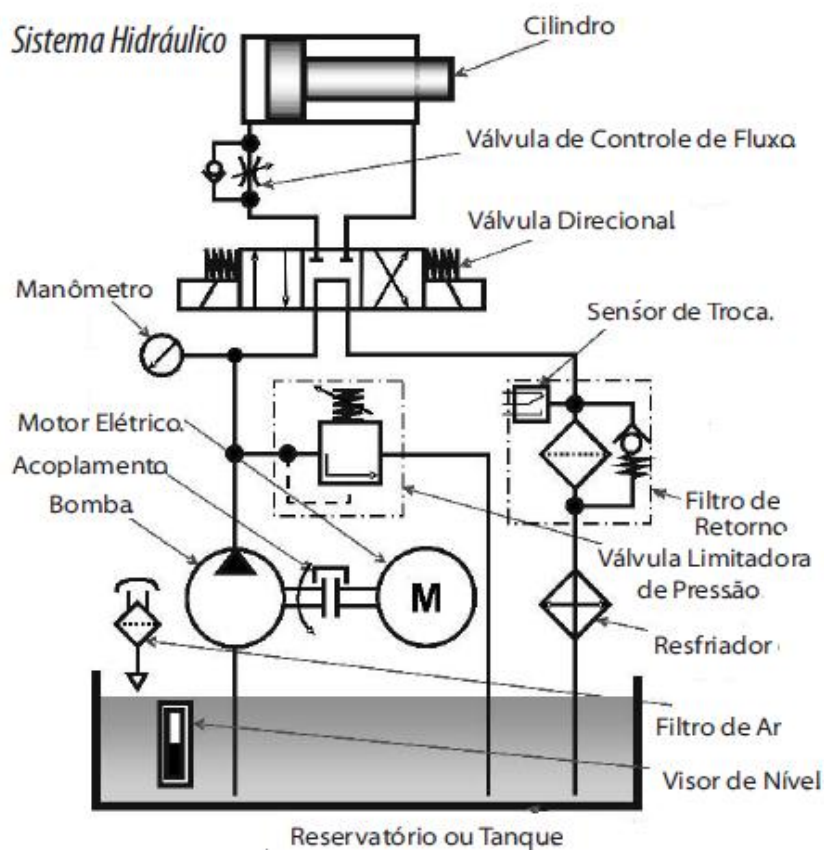 Sistema Hidráulico
Cilindro
Válvula de Controle de Fluxo
Válvula Direcional
Manômetro
Sensor de Troca.
Motor Elétrico.
Acoplamento
Bomba.
Filtro de
Retorno
Válvula Limitadora
de Pressão
M
Resfriador
Filtro de Ar
Visor de Nível
Reservatório ou Tanque